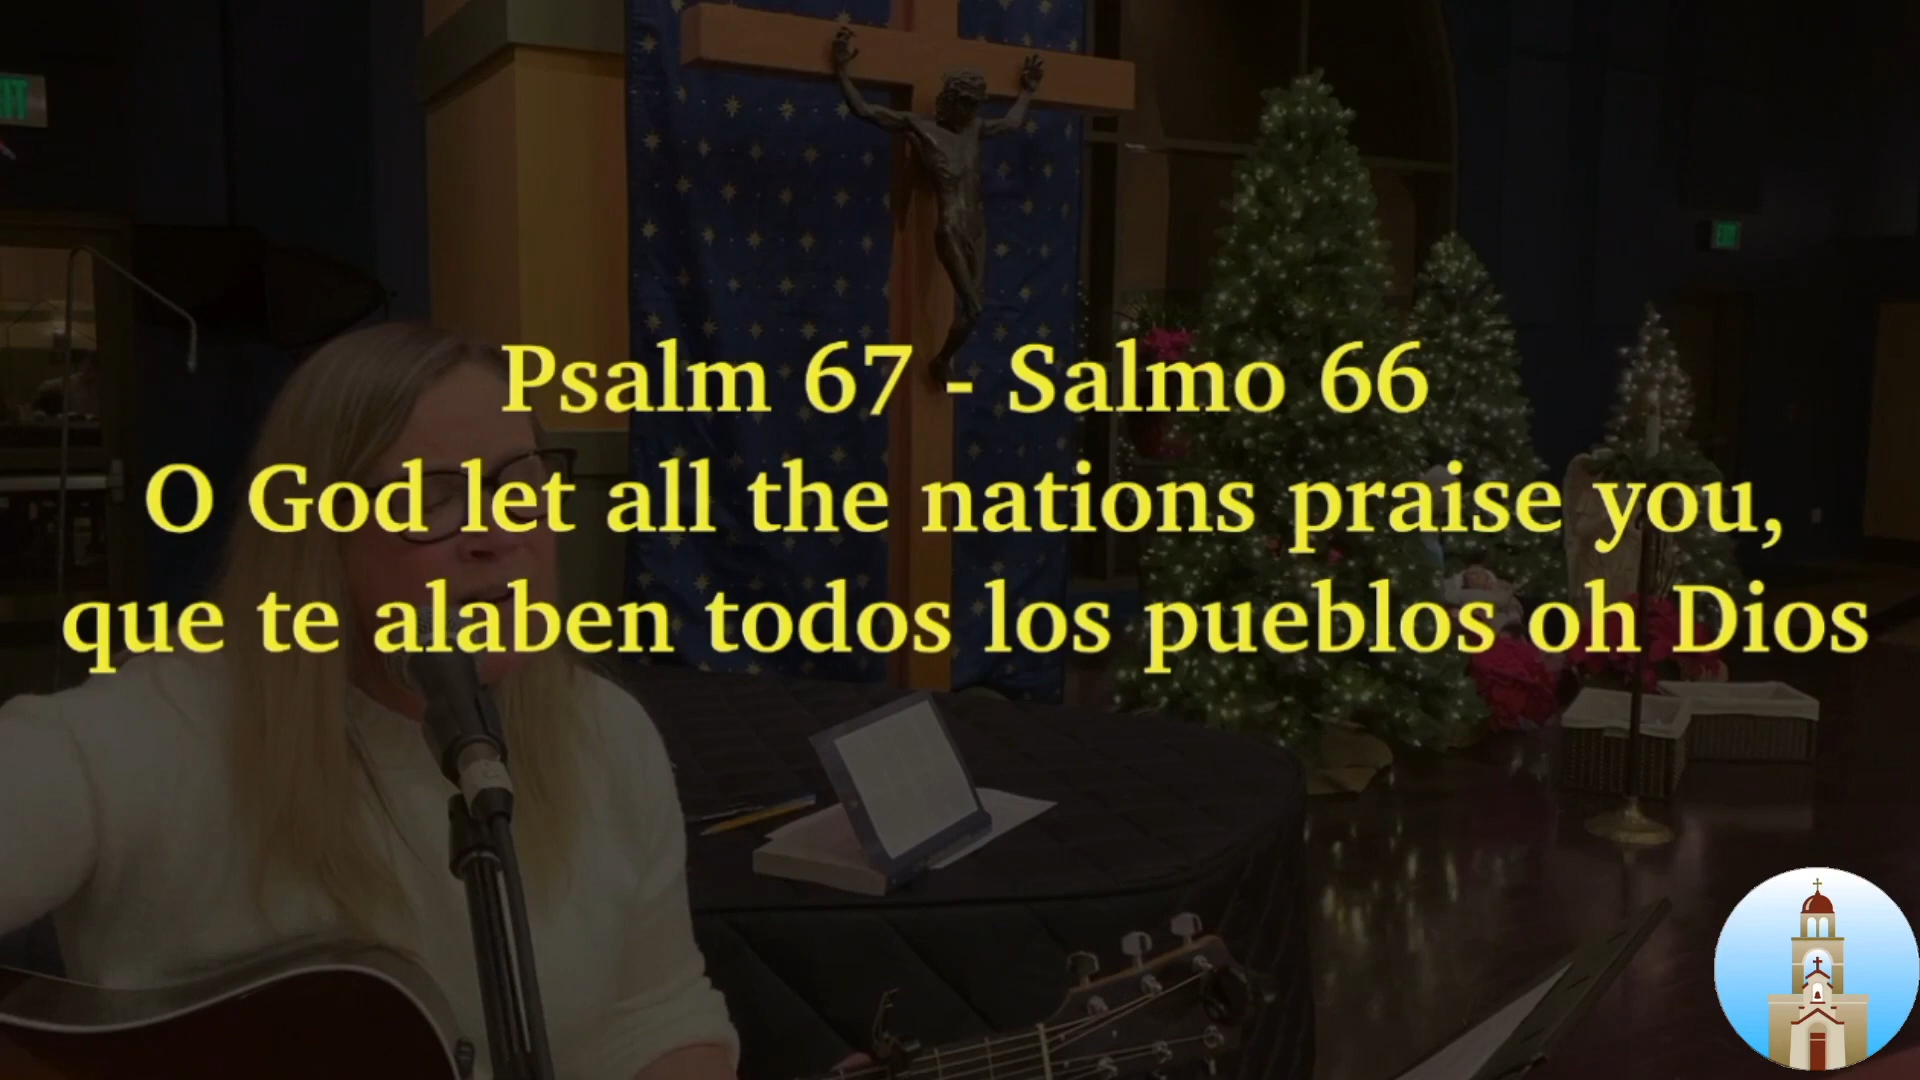 Psalm 67 - Salmo 66
O God let all the nations praise you,
que te alaben todos los pueblos oh Dios
EXIT